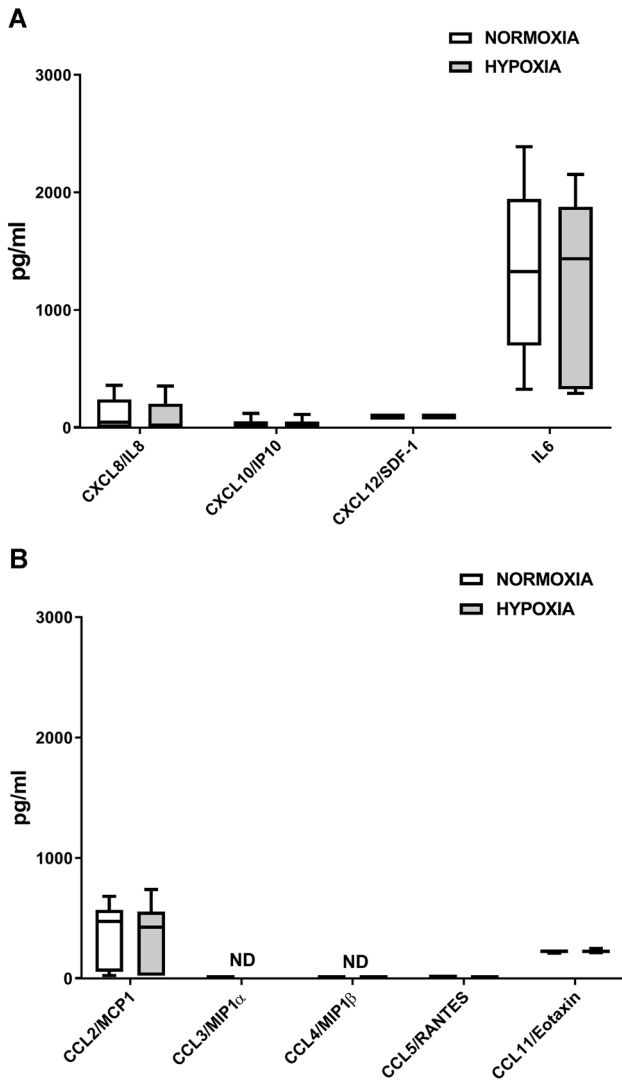 A
NORMOXIA
HYPOXIA
3000
2000
1000
0
pg/ml
CXCL8/IL8
CXCL10/IP10
CXCL12/SDF-1
IL6
B
NORMOXIA
HYPOXIA
3000
2000
1000
0
pg/ml
ND
ND
CCL2/MCP1
CCL3/MIP1α
CCL4/MIP1β
CCL5/RANTES
CCL11/Eotaxin